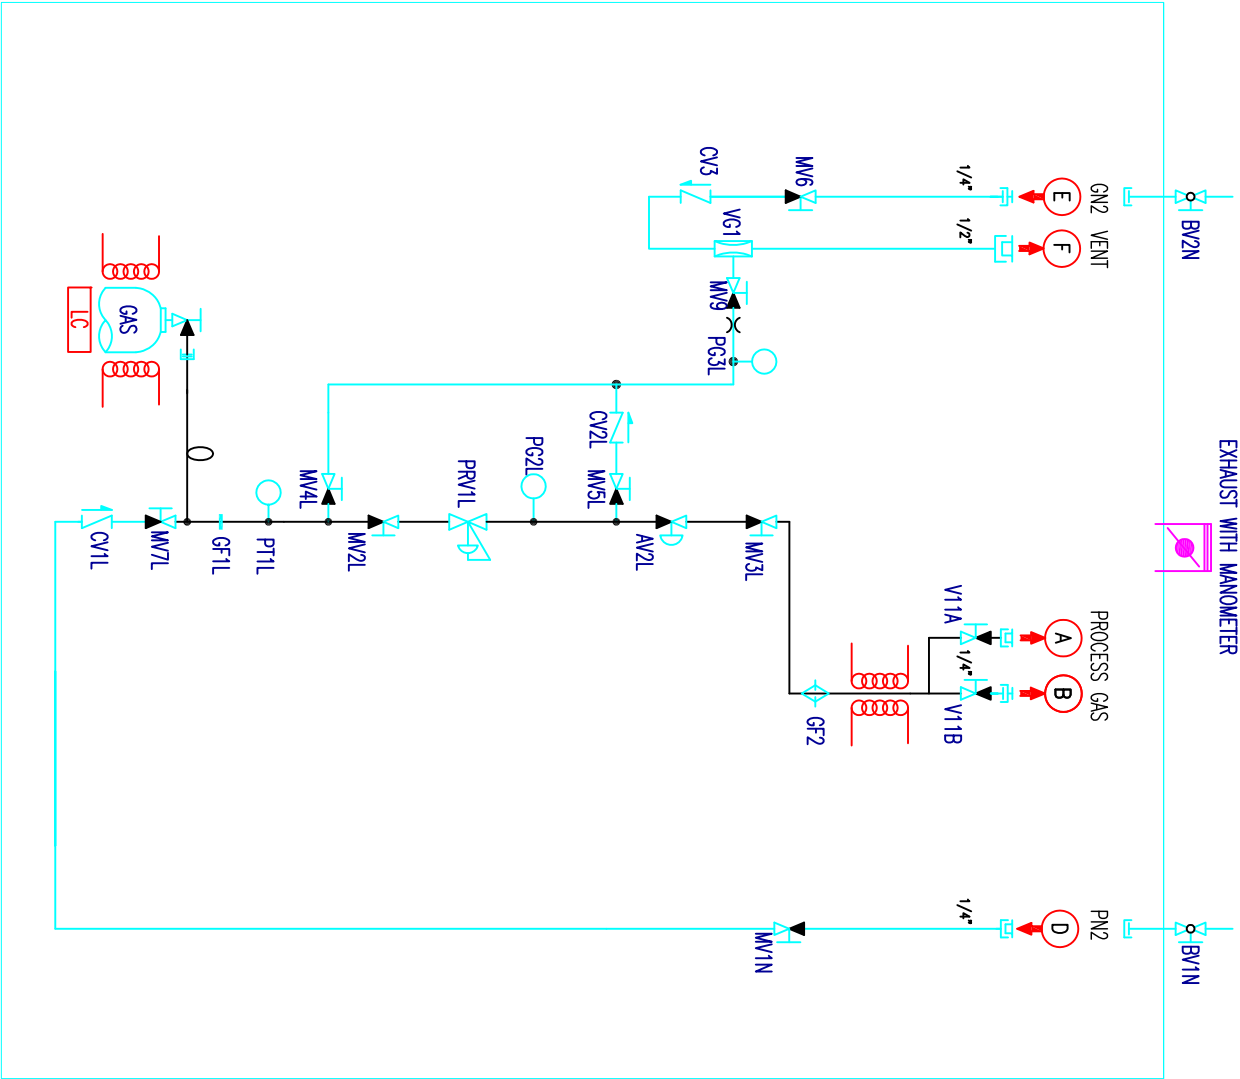 EXHAUST WITH MANOMETER
BV2N
BV1N
GN2
VENT
PROCESS GAS
PN2
E
F
A
B
D
1/4"
1/2"
1/4"
1/4"
V11A
V11B
GF2
MV6
MV1N
MV3L
VG1
MV9
PG3L
CV3
AV2L
CV2L
MV5L
PG2L
PRV1L
MV2L
MV4L
PT1L
GF1L
MV7L
GAS
CV1L
LC